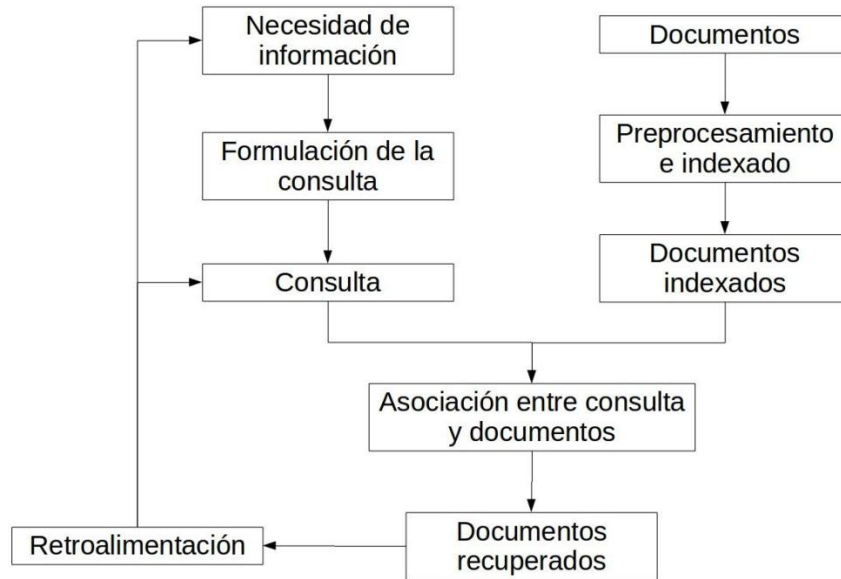 Necesidad de
información
Documentos
Formulación de la
consulta
Preprocesamiento
e indexado
Consulta
Documentos
indexados
Asociación entre consulta
y documentos
Retroalimentación
Documentos
recuperados